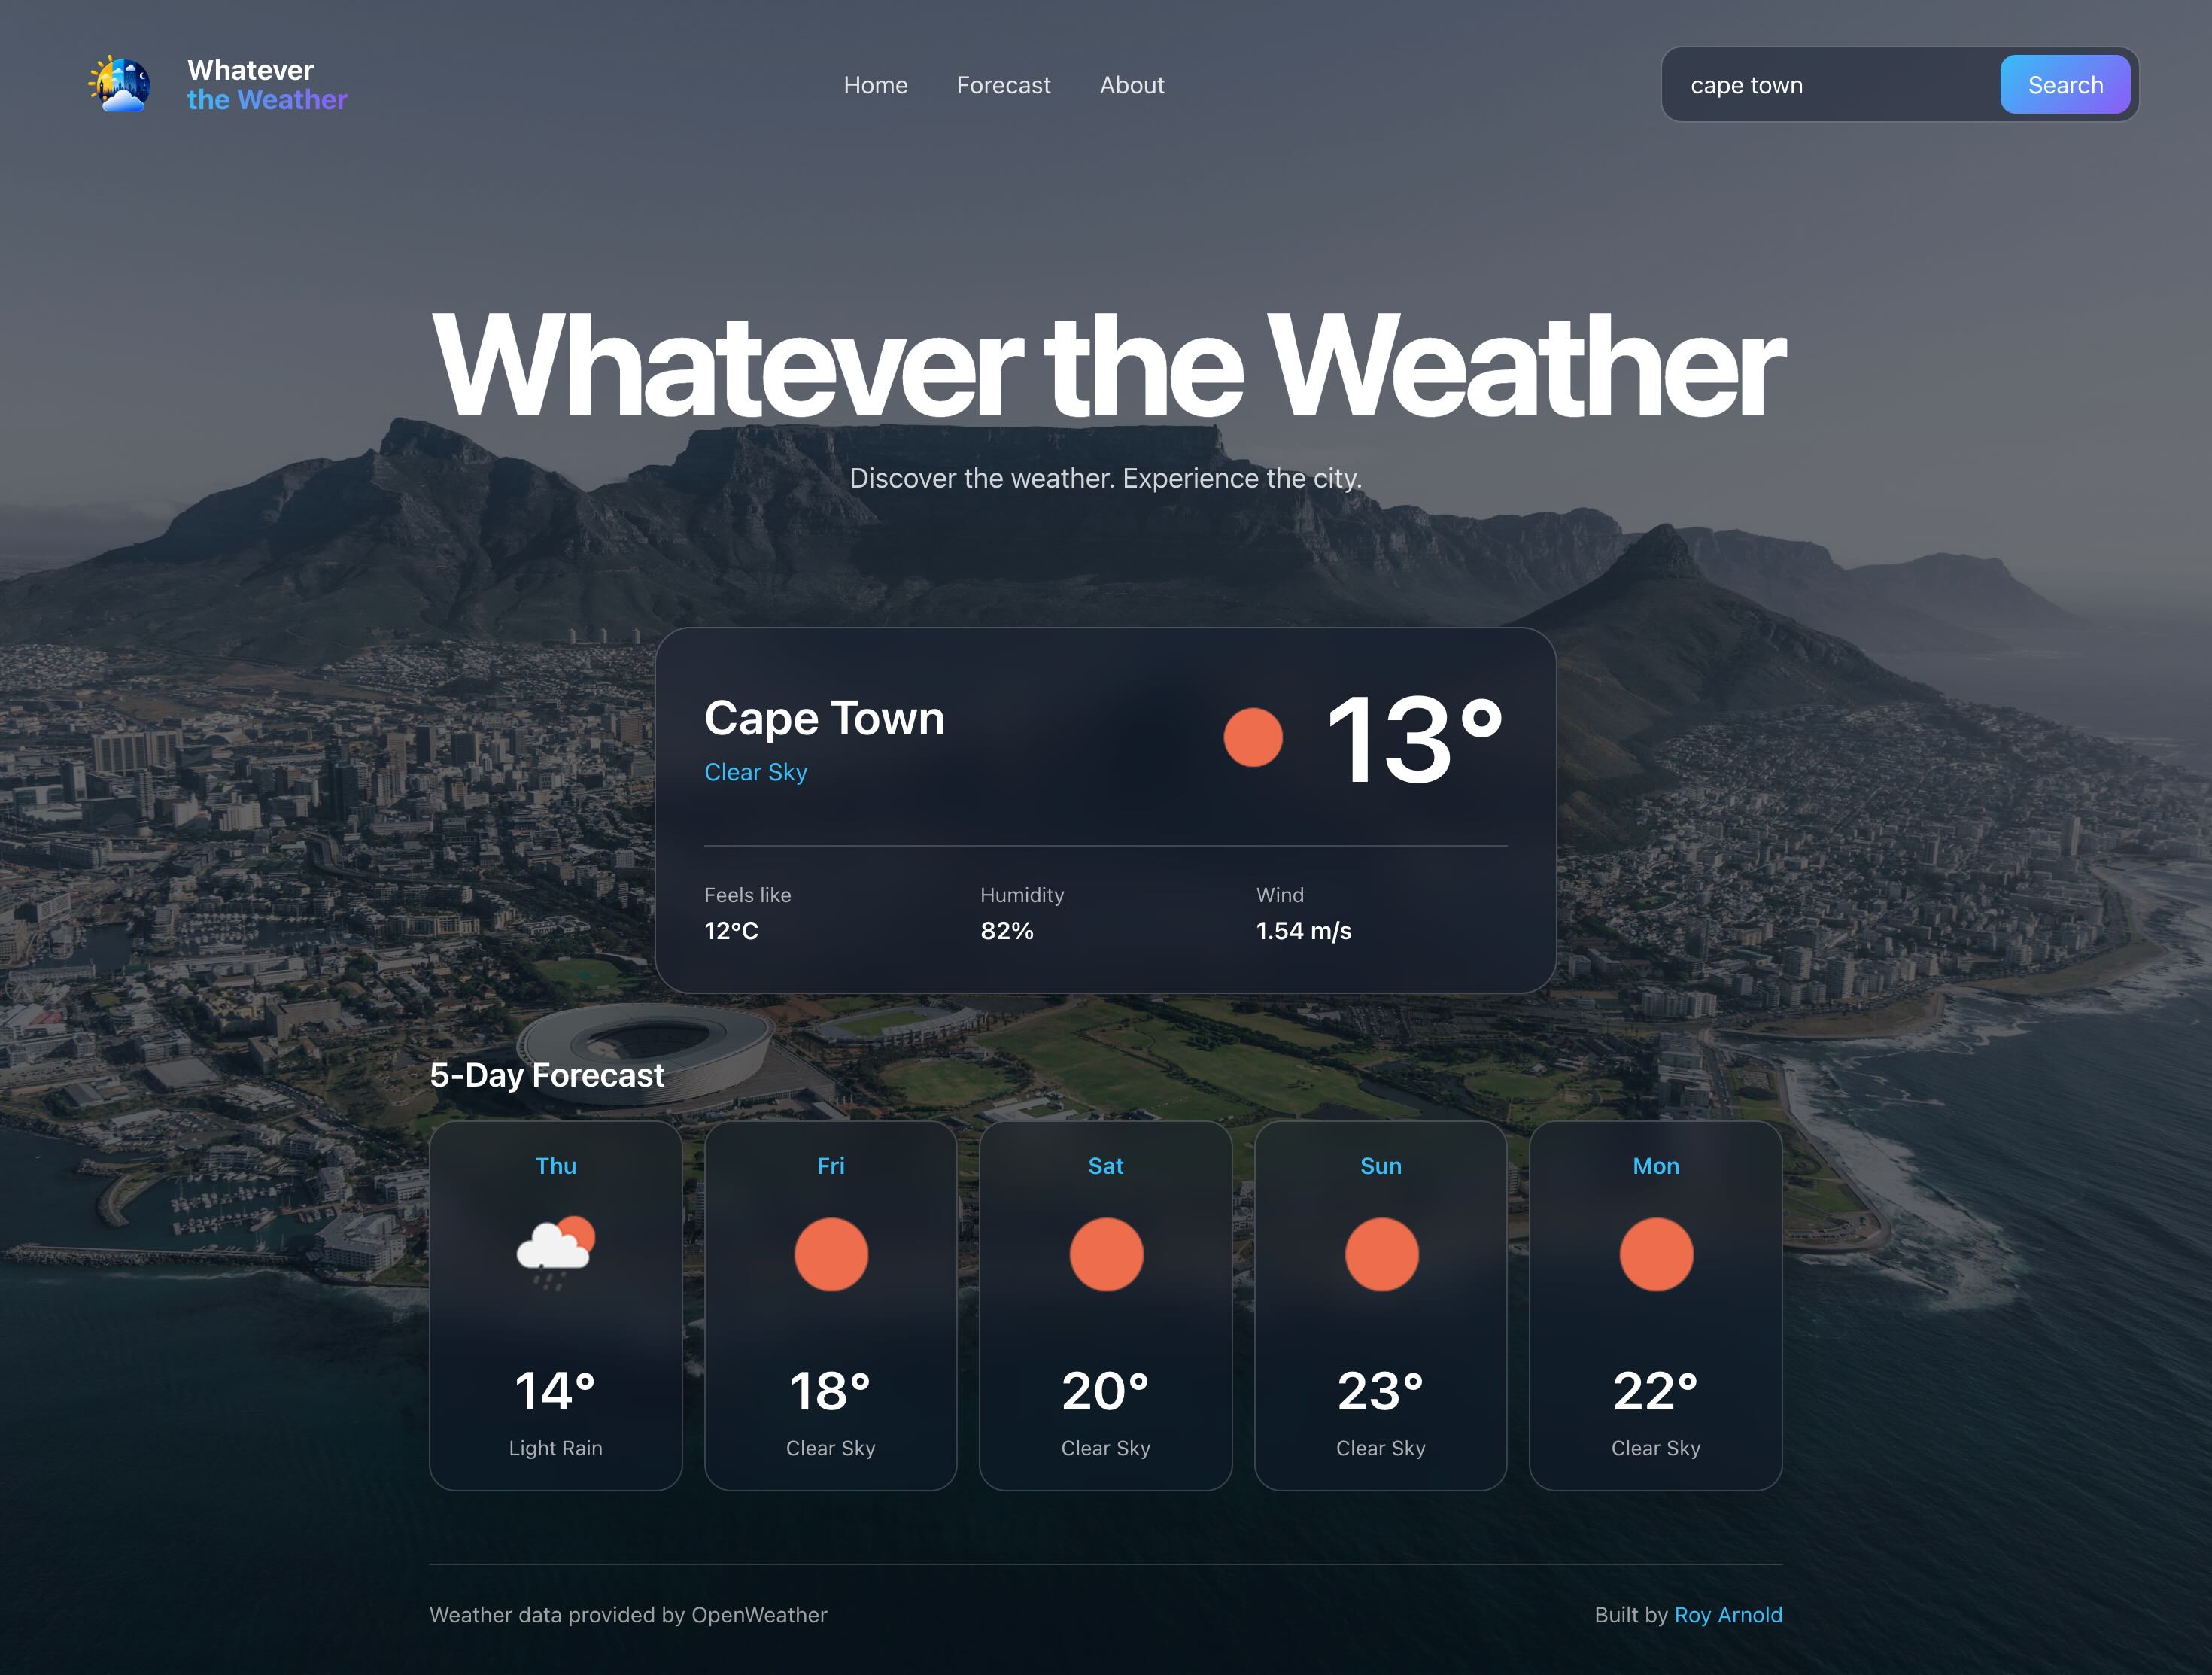 Whatever
the Weather
Home Forecast About
cape town Search
Whatever the Weather
Discover the weather. Experience the city.
Cape Town
Clear Sky
13°
Feels like Humidity Wind
12°C 82% 1.54 m/s
5-Day Forecast
Thu Fri Sat Sun Mon
14° 18° 20° 23° 22°
Light Rain Clear Sky Clear Sky Clear Sky Clear Sky
Weather data provided by OpenWeather Built by Roy Arnold